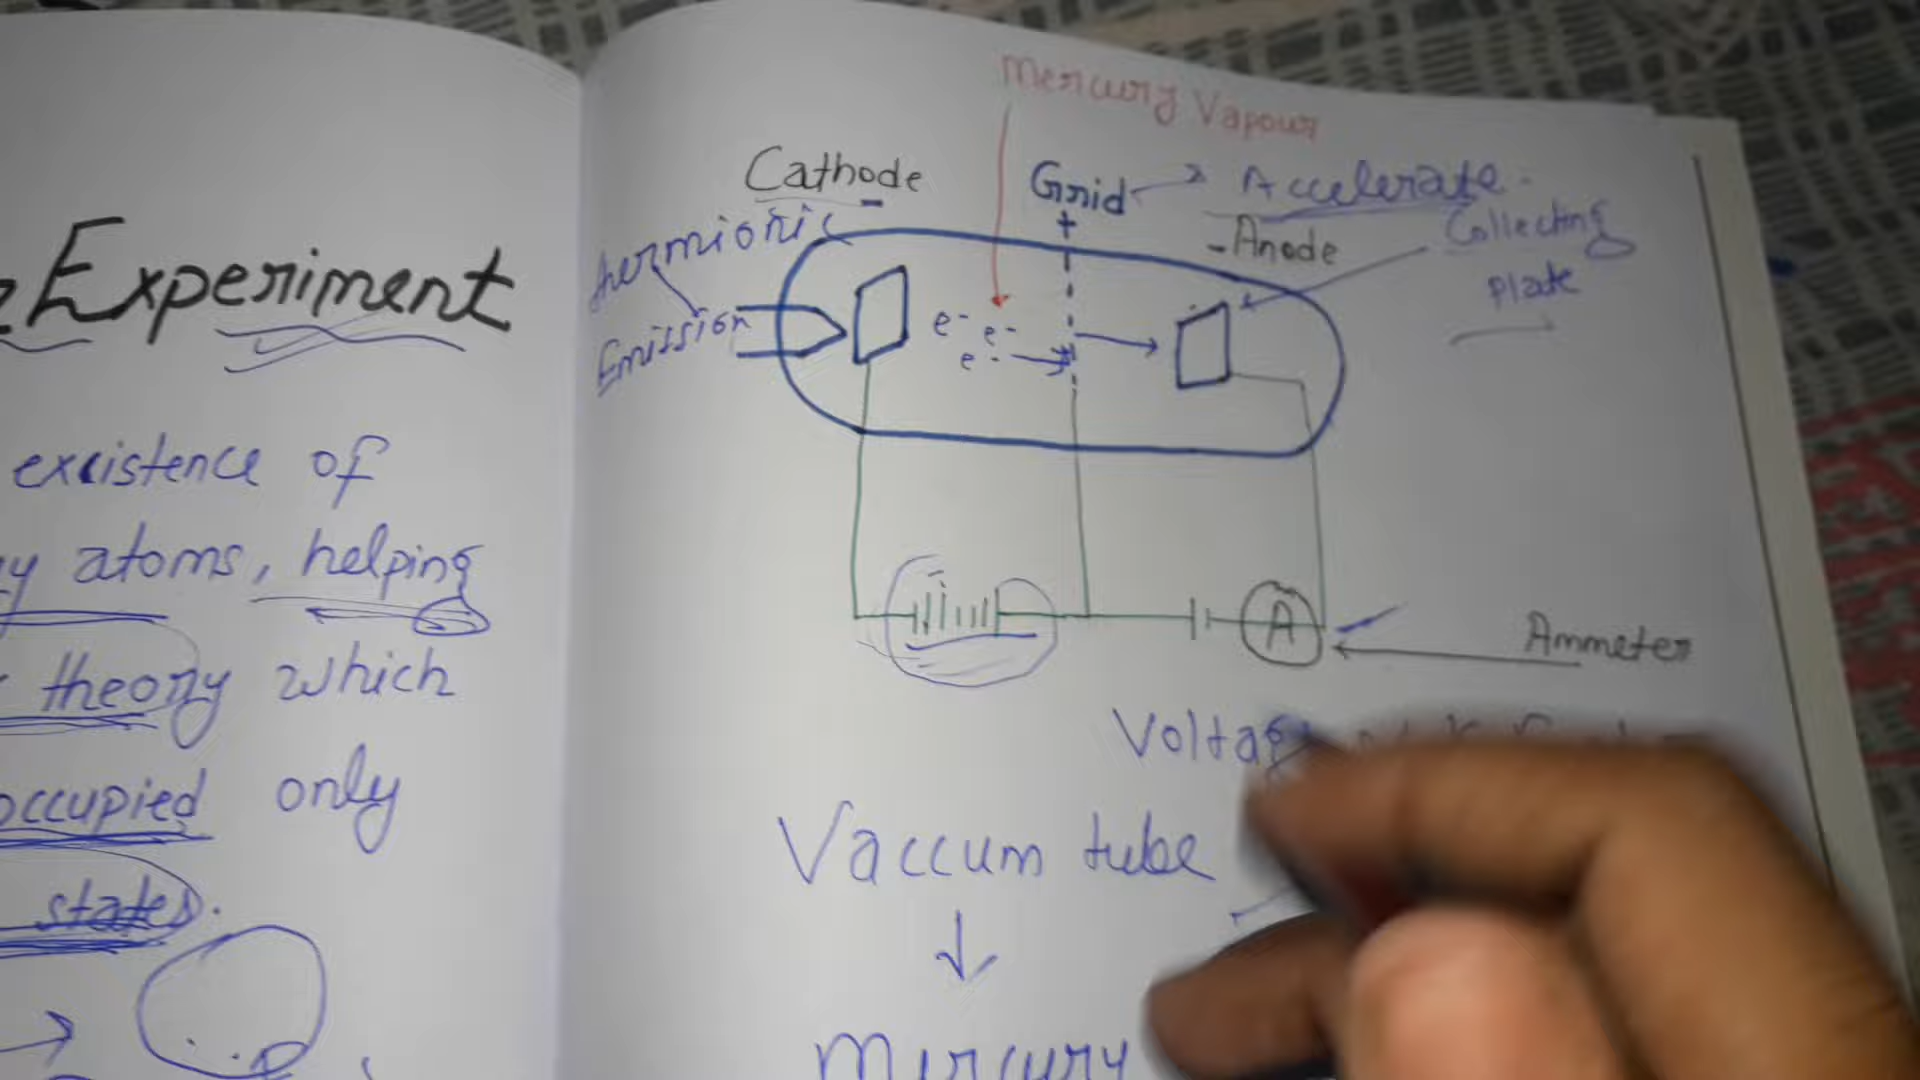 Experiment
existence of
atoms, helping
theory which
occupied only
states.
Mercury Vapour
Cathode
-
Grid → Accelerate.
+
-Anode
Collecting
plate
thermionic
Emission
e- e-
e-
A
Ammeter
Vaccum tube
↓
Mercury